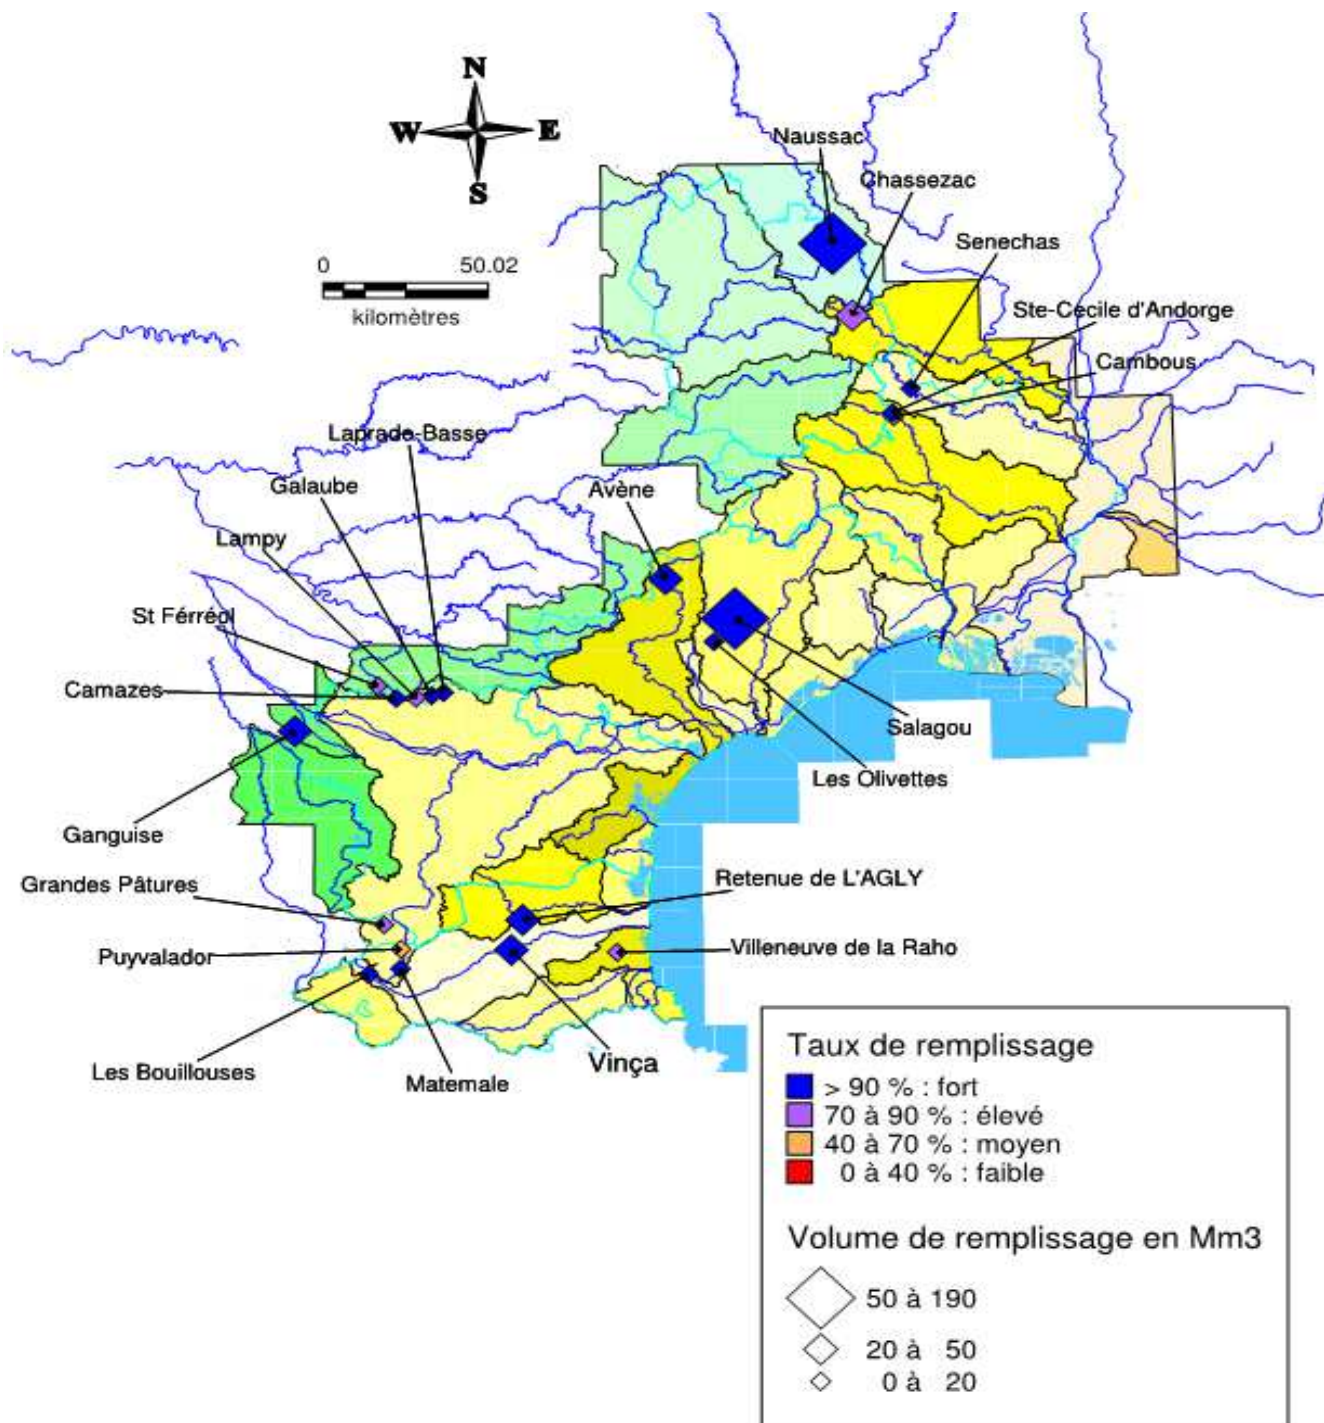 N
W E
S
0 50.02
kilomètres
Naussac
Chassezac
Senechas
Ste-Cecile d'Andorge
Cambous
Laprade-Basse
Galaube
Avène
Lampy
St Férréol
Camazes
Salagou
Les Olivettes
Ganguise
Grandes Pâtures
Retenue de L'AGLY
Puyvalador
Villeneuve de la Raho
Les Bouillouses
Vinça
Matemale
Taux de remplissage
> 90 % : fort
70 à 90 % : élevé
40 à 70 % : moyen
0 à 40 % : faible
Volume de remplissage en Mm3
50 à 190
20 à 50
0 à 20